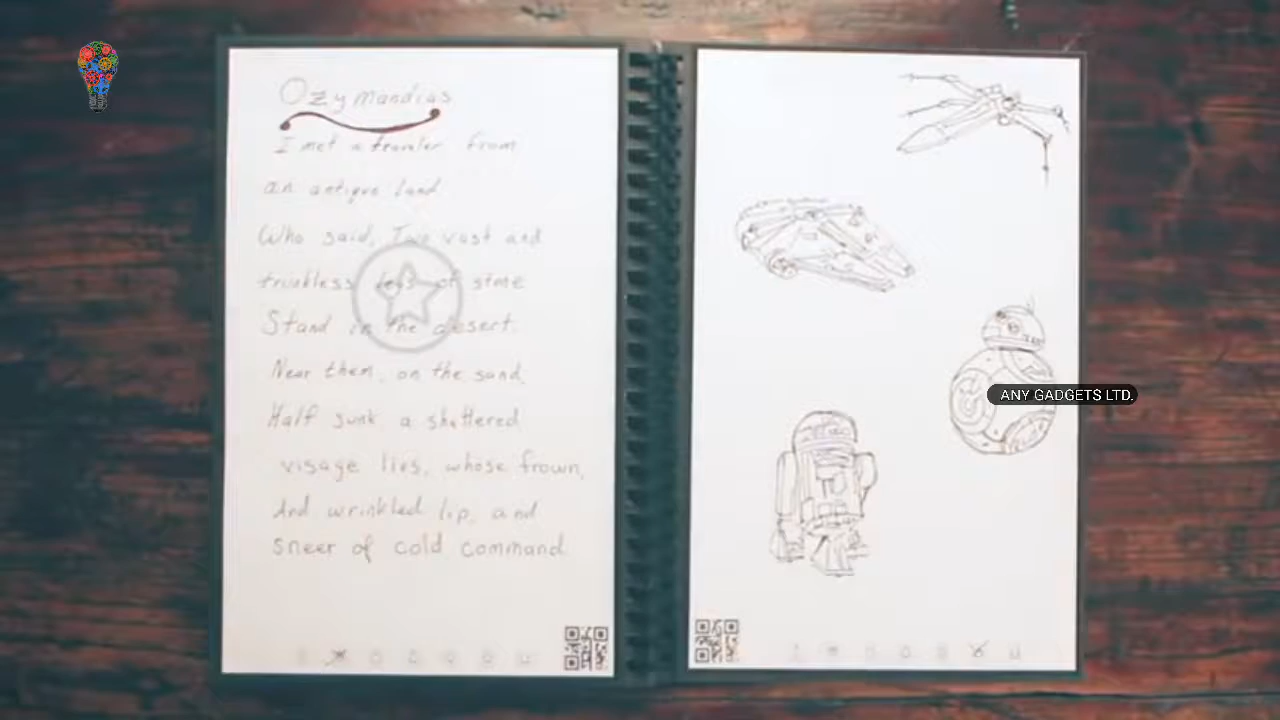 Ozymandias
I met a traveler from
an antique land
Who said, Two vast and
trunkless legs of stone
Stand in the desert.
Near them, on the sand,
Half sunk a shattered
visage lies, whose frown,
And wrinkled lip, and
sneer of cold command
ANY GADGETS LTD.